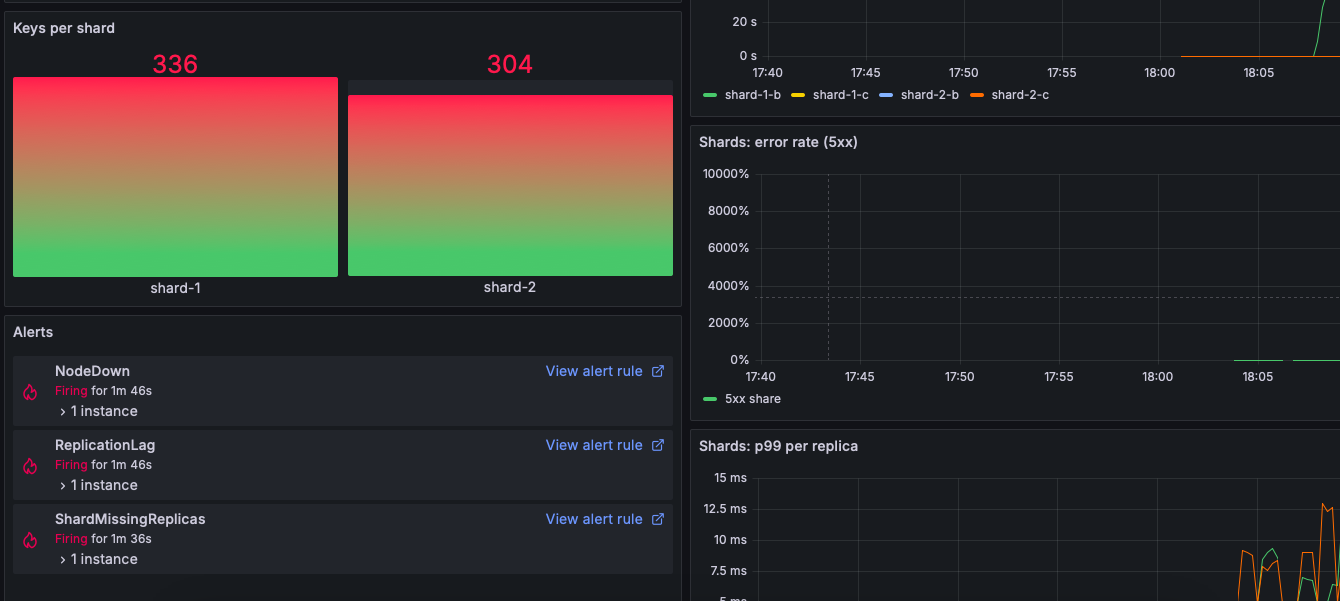 Keys per shard
336
304
shard-1
shard-2
Alerts
NodeDown
View alert rule
Firing for 1m 46s
1 instance
ReplicationLag
View alert rule
Firing for 1m 46s
1 instance
ShardMissingReplicas
View alert rule
Firing for 1m 36s
1 instance
20 s
0 s
17:40 17:45 17:50 17:55 18:00 18:05
shard-1-b shard-1-c shard-2-b shard-2-c
Shards: error rate (5xx)
10000%
8000%
6000%
4000%
2000%
0%
17:40 17:45 17:50 17:55 18:00 18:05
5xx share
Shards: p99 per replica
15 ms
12.5 ms
10 ms
7.5 ms
5 ms